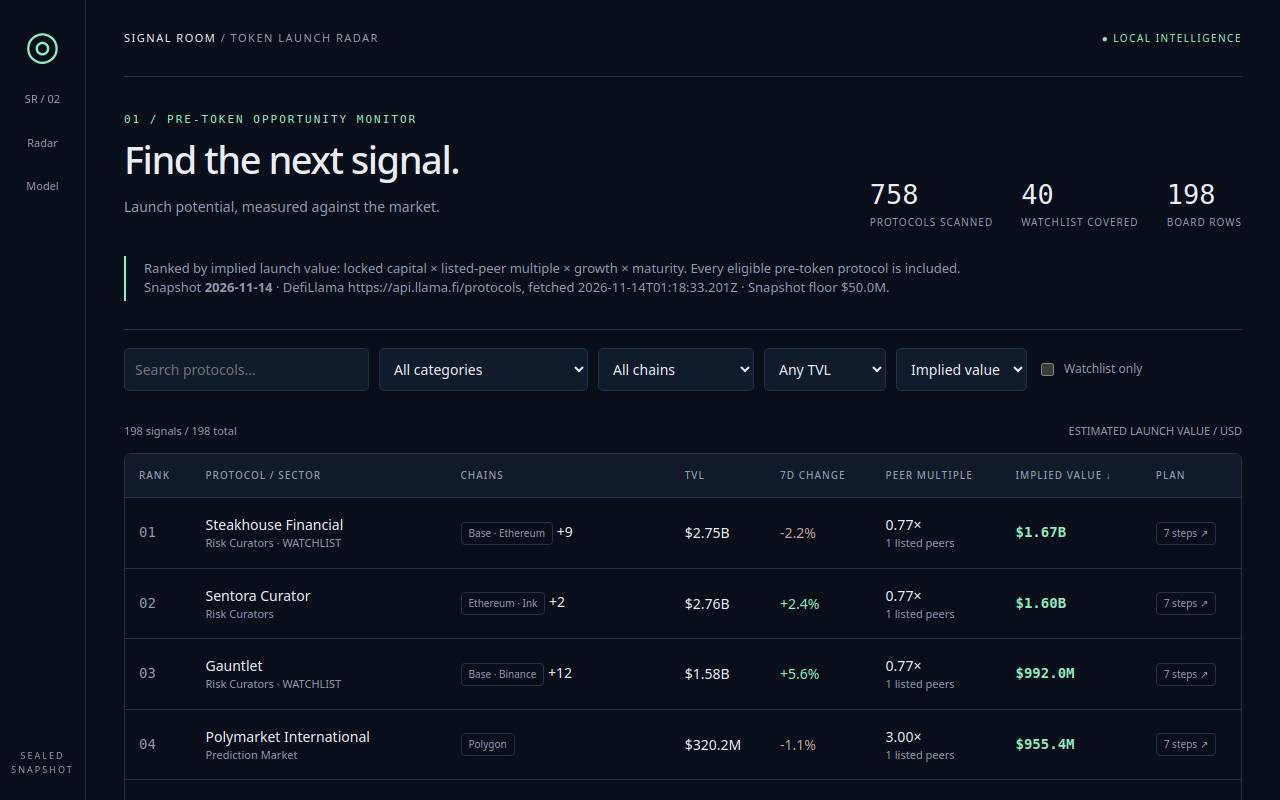 SIGNAL ROOM / TOKEN LAUNCH RADAR
● LOCAL INTELLIGENCE
SR / 02
Radar
Model
SEALED
SNAPSHOT
01 / PRE-TOKEN OPPORTUNITY MONITOR
Find the next signal.
Launch potential, measured against the market.
758
PROTOCOLS SCANNED
40
WATCHLIST COVERED
198
BOARD ROWS
Ranked by implied launch value: locked capital × listed-peer multiple × growth × maturity. Every eligible pre-token protocol is included.
Snapshot 2026-11-14 · DefiLlama https://api.llama.fi/protocols, fetched 2026-11-14T01:18:33.201Z · Snapshot floor $50.0M.
Search protocols...
All categories
All chains
Any TVL
Implied value
Watchlist only
198 signals / 198 total
ESTIMATED LAUNCH VALUE / USD
RANK PROTOCOL / SECTOR CHAINS TVL 7D CHANGE PEER MULTIPLE IMPLIED VALUE ↓ PLAN
01 Steakhouse Financial Base · Ethereum +9 $2.75B -2.2% 0.77× $1.67B 7 steps ↗
Risk Curators · WATCHLIST 1 listed peers
02 Sentora Curator Ethereum · Ink +2 $2.76B +2.4% 0.77× $1.60B 7 steps ↗
Risk Curators 1 listed peers
03 Gauntlet Base · Binance +12 $1.58B +5.6% 0.77× $992.0M 7 steps ↗
Risk Curators · WATCHLIST 1 listed peers
04 Polymarket International Polygon $320.2M -1.1% 3.00× $955.4M 7 steps ↗
Prediction Market 1 listed peers